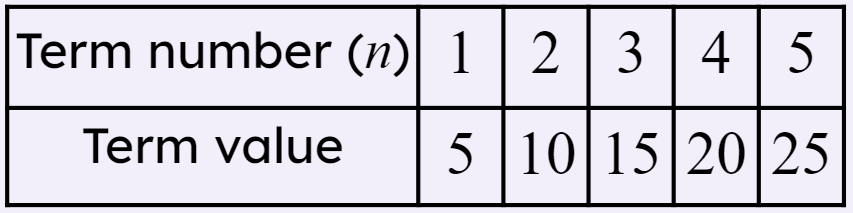 Term number (n) 1 2 3 4 5
Term value 5 10 15 20 25